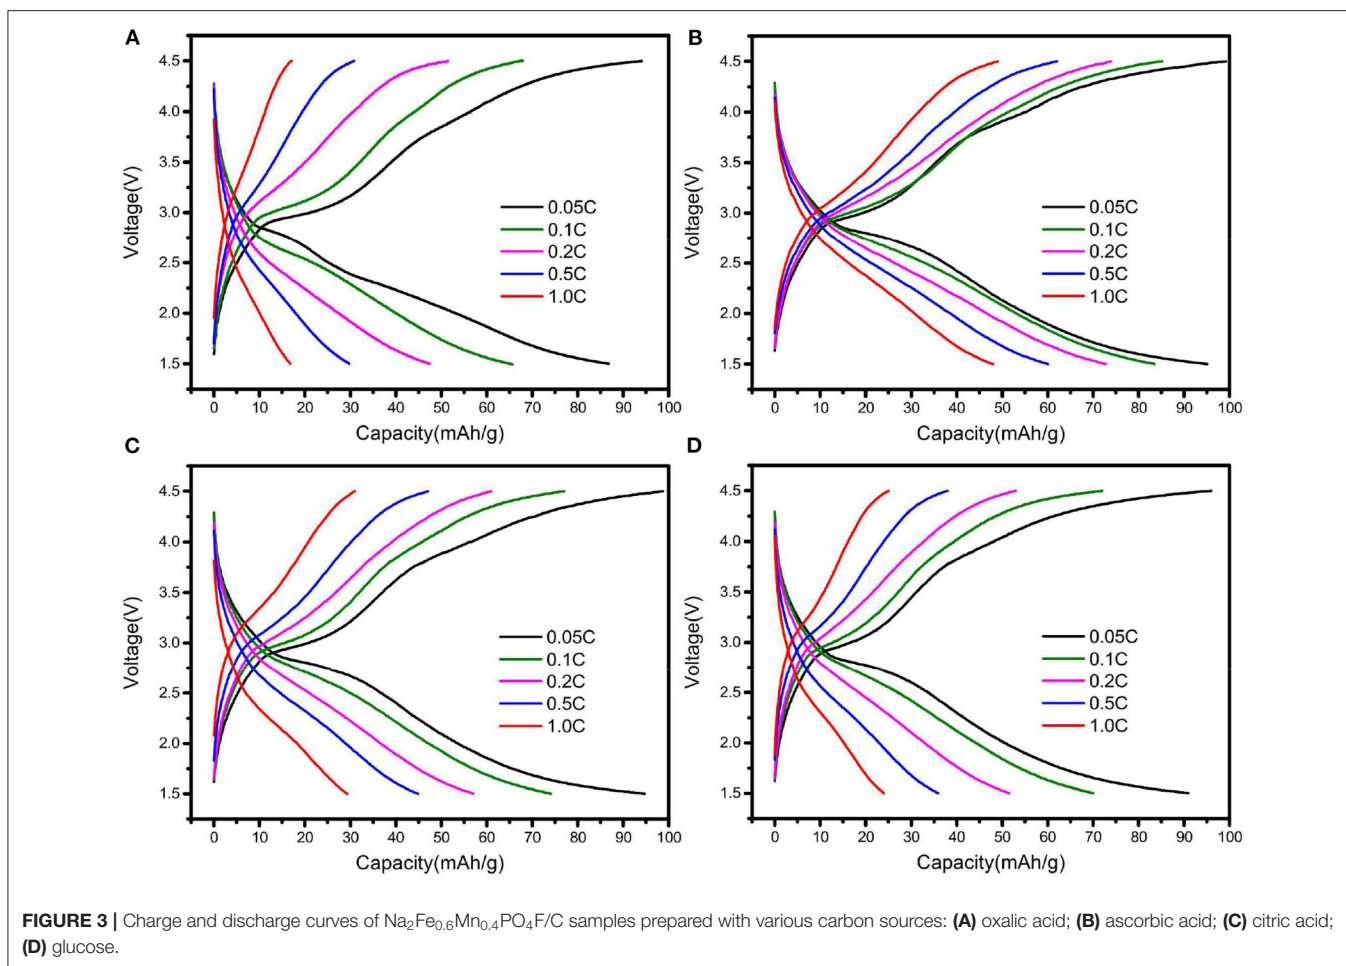 A
4.5
4.0
3.5
3.0
2.5
2.0
1.5
Voltage(V)
0.05C
0.1C
0.2C
0.5C
1.0C
0 10 20 30 40 50 60 70 80 90 100
Capacity(mAh/g)
B
4.5
4.0
3.5
3.0
2.5
2.0
1.5
Voltage(V)
0.05C
0.1C
0.2C
0.5C
1.0C
0 10 20 30 40 50 60 70 80 90 100
Capacity(mAh/g)
C
4.5
4.0
3.5
3.0
2.5
2.0
1.5
Voltage(V)
0.05C
0.1C
0.2C
0.5C
1.0C
0 10 20 30 40 50 60 70 80 90 100
Capacity(mAh/g)
D
4.5
4.0
3.5
3.0
2.5
2.0
1.5
Voltage(V)
0.05C
0.1C
0.2C
0.5C
1.0C
0 10 20 30 40 50 60 70 80 90 100
Capacity(mAh/g)
FIGURE 3 | Charge and discharge curves of Na₂Fe₀.₆Mn₀.₄PO₄F/C samples prepared with various carbon sources: (A) oxalic acid; (B) ascorbic acid; (C) citric acid;
(D) glucose.